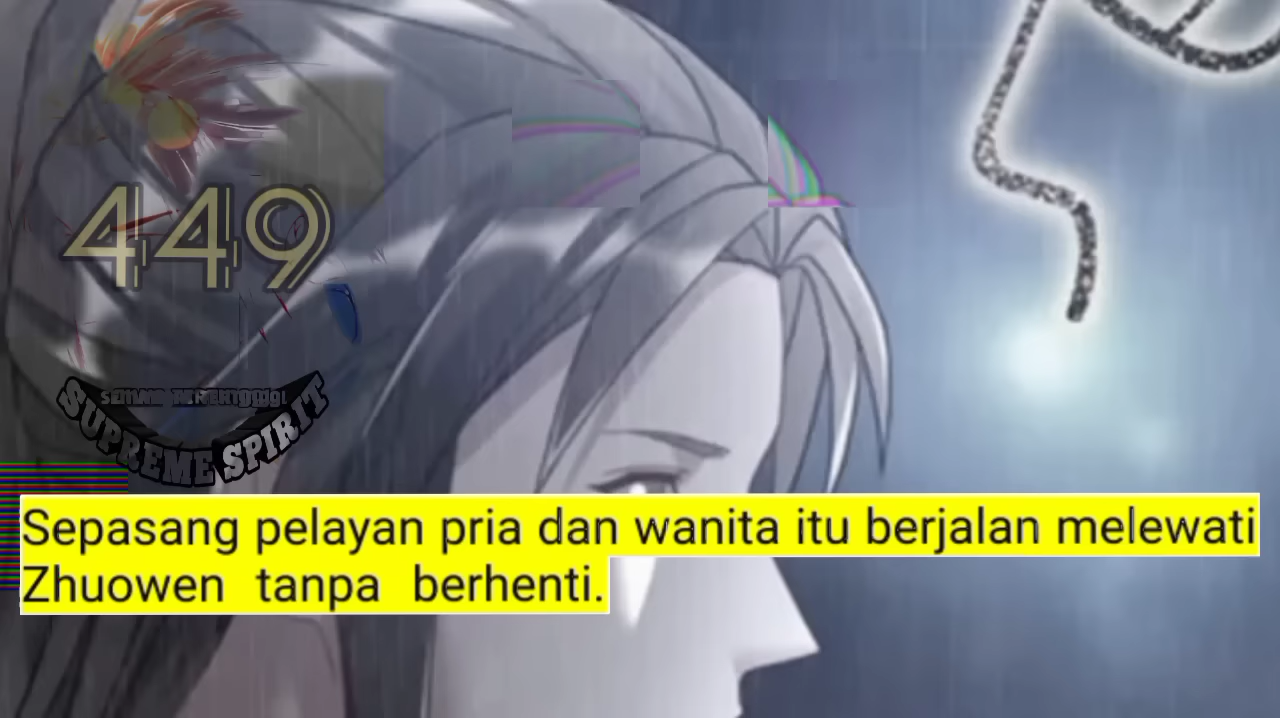 449
SUPREME SPIRIT
Sepasang pelayan pria dan wanita itu berjalan melewati
Zhuowen tanpa berhenti.